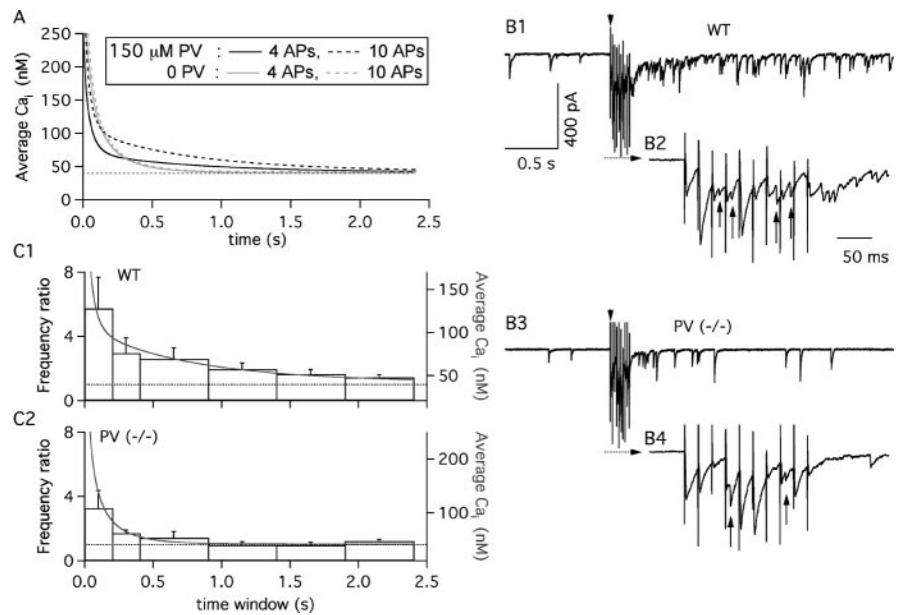 A
150 μM PV : 4 APs, 10 APs
0 PV : 4 APs, 10 APs
Average Cai (nM)
250
200
150
100
50
0
0.0 0.5 1.0 1.5 2.0 2.5
time (s)
B1
WT
400 pA
0.5 s
B2
50 ms
C1
WT
Frequency ratio
8
4
0
Average Cai (nM)
150
100
50
B3
PV (-/-)
B4
C2
PV (-/-)
Frequency ratio
8
4
0
Average Cai (nM)
200
100
0.0 0.5 1.0 1.5 2.0 2.5
time window (s)